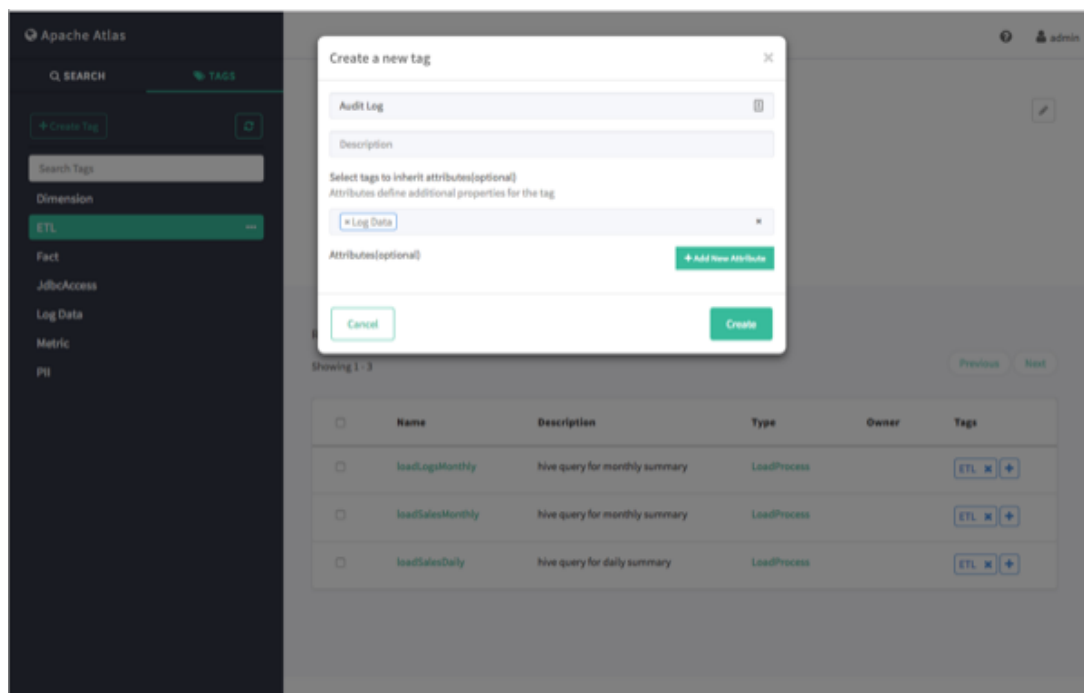 Apache Atlas
admin
SEARCH
TAGS
+ Create Tag
Search Tags
Dimension
ETL
Fact
JdbcAccess
Log Data
Metric
PII
Create a new tag
×
Audit Log
Description
Select tags to inherit attributes(optional)
Attributes define additional properties for the tag
× Log Data
×
Attributes(optional)
+ Add New Attribute
Cancel
Create
Showing 1 - 3
Previous
Next
Name Description Type Owner Tags
loadLogsMonthly hive query for monthly summary LoadProcess ETL × +
loadSalesMonthly hive query for monthly summary LoadProcess ETL × +
loadSalesDaily hive query for daily summary LoadProcess ETL × +